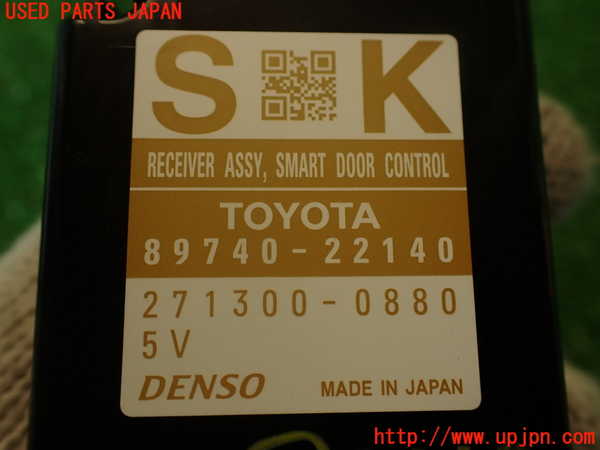 USED PARTS JAPAN
S K
RECEIVER ASSY, SMART DOOR CONTROL
TOYOTA
89740-22140
271300-0880
5V
DENSO MADE IN JAPAN
http://www.upjpn.com/